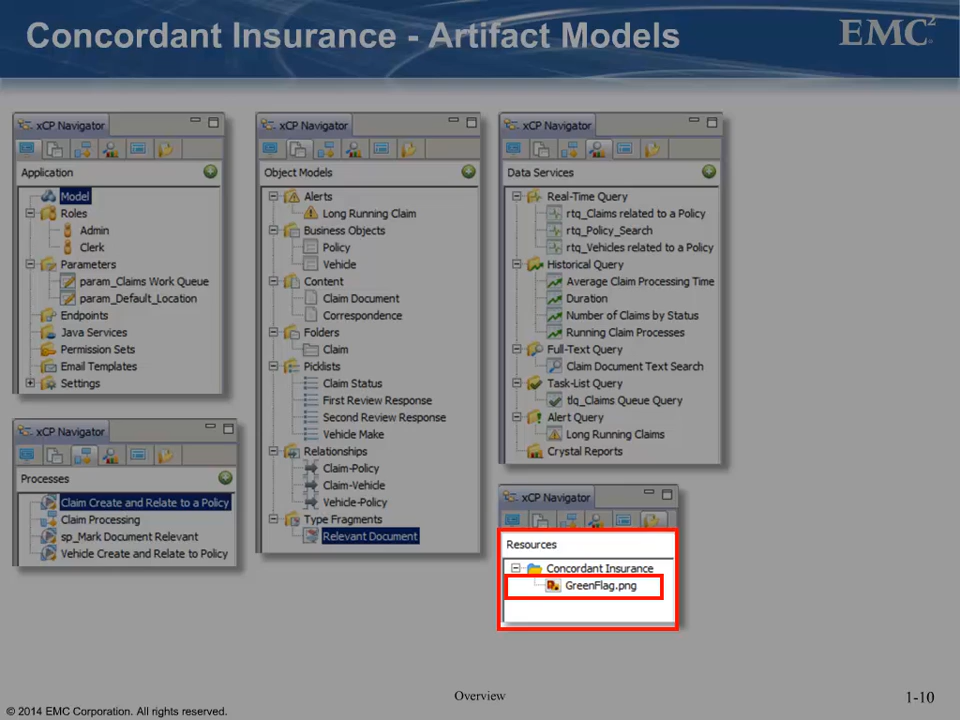 Concordant Insurance - Artifact Models
EMC²
xCP Navigator
Application
Model
Roles
Admin
Clerk
Parameters
param_Claims Work Queue
param_Default_Location
Endpoints
Java Services
Permission Sets
Email Templates
Settings
xCP Navigator
Processes
Claim Create and Relate to a Policy
Claim Processing
sp_Mark Document Relevant
Vehicle Create and Relate to Policy
xCP Navigator
Object Models
Alerts
Long Running Claim
Business Objects
Policy
Vehicle
Content
Claim Document
Correspondence
Folders
Claim
Picklists
Claim Status
First Review Response
Second Review Response
Vehicle Make
Relationships
Claim-Policy
Claim-Vehicle
Vehicle-Policy
Type Fragments
Relevant Document
xCP Navigator
Data Services
Real-Time Query
rtq_Claims related to a Policy
rtq_Policy_Search
rtq_Vehicles related to a Policy
Historical Query
Average Claim Processing Time
Duration
Number of Claims by Status
Running Claim Processes
Full-Text Query
Claim Document Text Search
Task-List Query
tlq_Claims Queue Query
Alert Query
Long Running Claims
Crystal Reports
xCP Navigator
Resources
Concordant Insurance
GreenFlag.png
Overview
1-10
© 2014 EMC Corporation. All rights reserved.